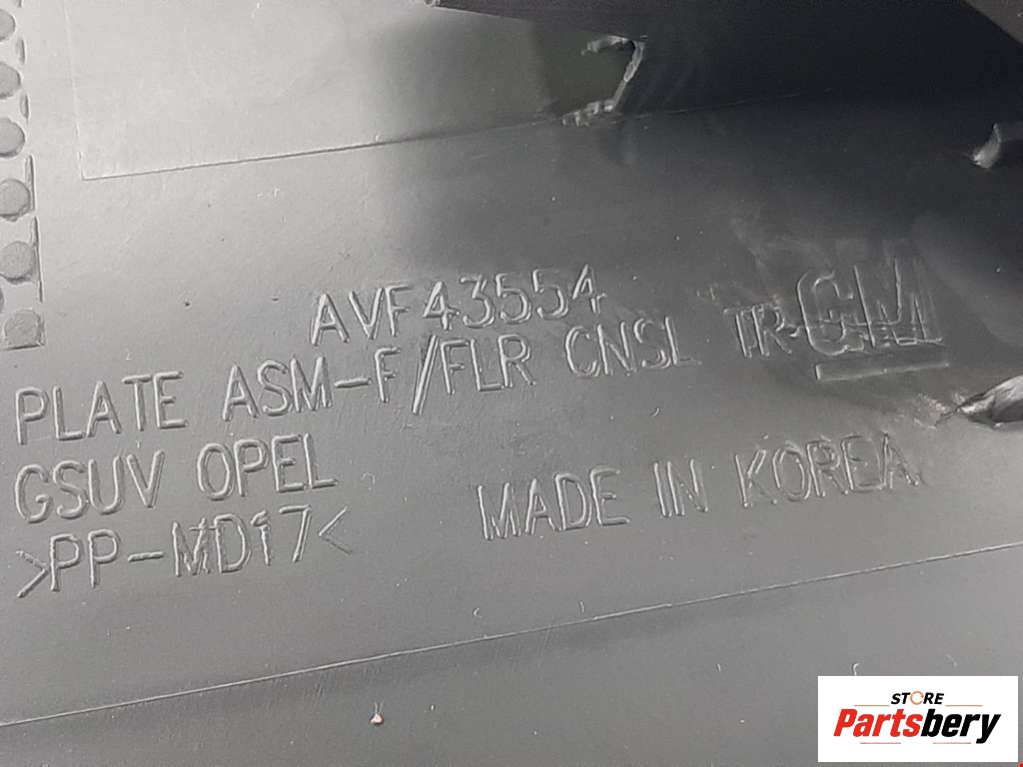 AVF43554
PLATE ASM-F/FLR CNSL TR-GM
GSUV OPEL
MADE IN KOREA
>PP-MD17<
STORE
Partsbery